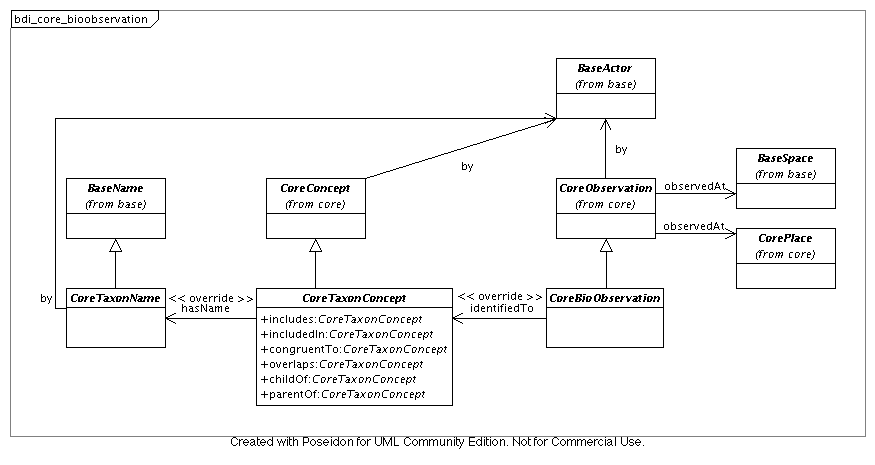 bdi_core_bioobservation
BaseActor
(from base)
by
by
BaseName
(from base)
CoreConcept
(from core)
CoreObservation
(from core)
observedAt
BaseSpace
(from base)
observedAt
CorePlace
(from core)
by
CoreTaxonName
<< override >>
hasName
CoreTaxonConcept
+includes:CoreTaxonConcept
+includedIn:CoreTaxonConcept
+congruentTo:CoreTaxonConcept
+overlaps:CoreTaxonConcept
+childOf:CoreTaxonConcept
+parentOf:CoreTaxonConcept
<< override >>
identifiedTo
CoreBioObservation
Created with Poseidon for UML Community Edition. Not for Commercial Use.